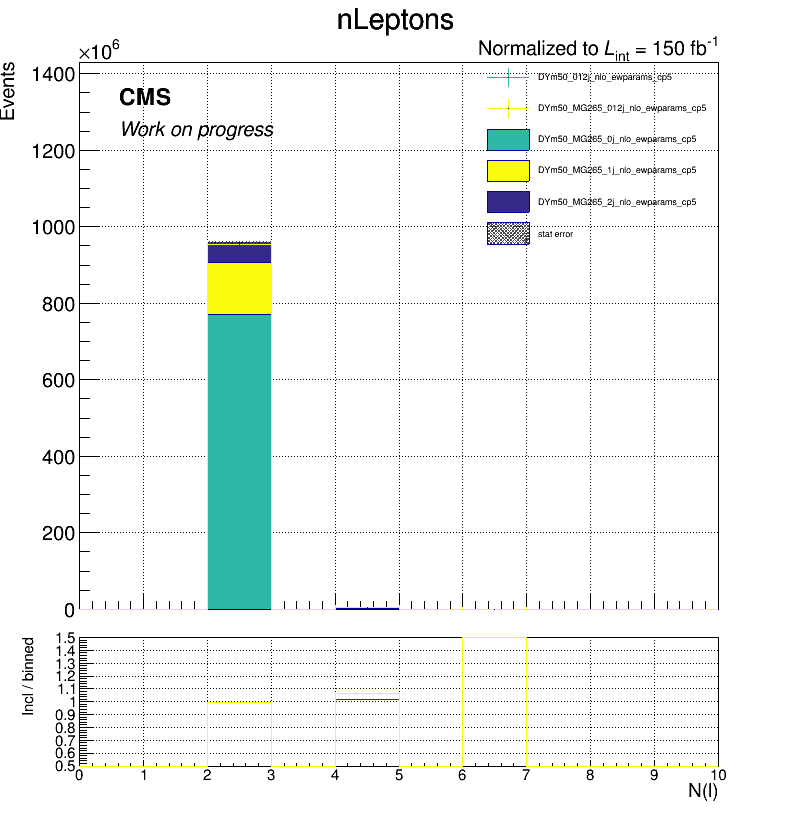 nLeptons
×10⁶
Normalized to L_int = 150 fb⁻¹
Events
1400
1200
1000
800
600
400
200
0
CMS
Work on progress
DYm50_012j_nlo_ewparams_cp5
DYm50_MG265_012j_nlo_ewparams_cp5
DYm50_MG265_0j_nlo_ewparams_cp5
DYm50_MG265_1j_nlo_ewparams_cp5
DYm50_MG265_2j_nlo_ewparams_cp5
stat error
Incl / binned
1.5
1.4
1.3
1.2
1.1
1
0.9
0.8
0.7
0.6
0.5
0 1 2 3 4 5 6 7 8 9 10
N(l)